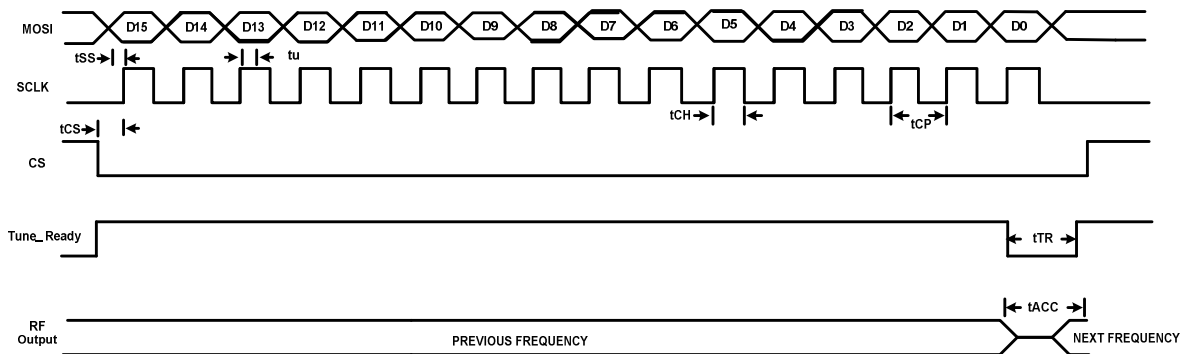 MOSI D15 D14 D13 D12 D11 D10 D9 D8 D7 D6 D5 D4 D3 D2 D1 D0
tSS tu
SCLK
tCH tCP
tCS
CS
Tune_Ready tTR
tACC
RF
Output
PREVIOUS FREQUENCY NEXT FREQUENCY